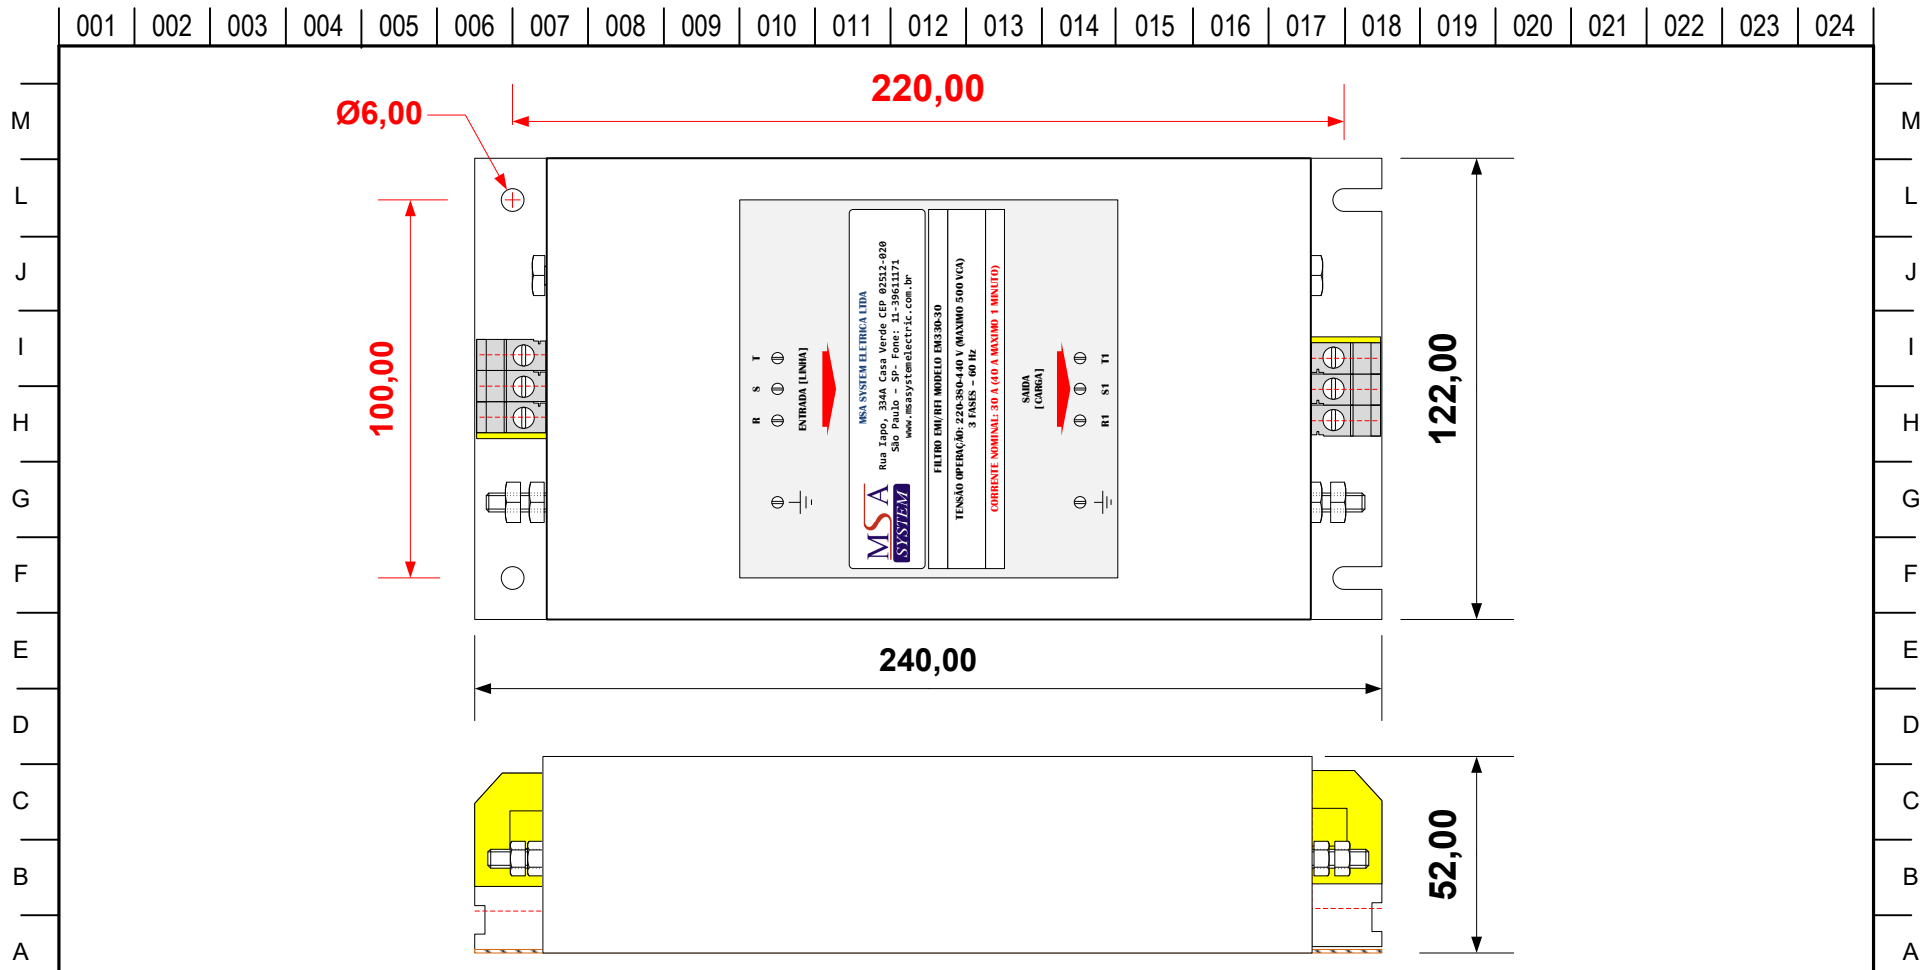 001 002 003 004 005 006 007 008 009 010 011 012 013 014 015 016 017 018 019 020 021 022 023 024
220,00
Ø6,00
M M
L L
J J
I I
H H
G G
F F
E E
D D
C C
B B
A A
100,00
122,00
240,00
52,00
R S T
ENTRADA [LINHA]
MSA SYSTEM ELETRICA LTDA
Rua Iapo, 334A Casa Verde CEP 02512-020
São Paulo – SP- Fone: 11-39611171
www.msasystemelectric.com.br
MSA
SYSTEM
FILTRO EMI/RFI MODELO EM330-30
TENSÃO OPERAÇÃO: 220-380-440 V (MAXIMO 500 VCA)
3 FASES – 60 Hz
CORRENTE NOMINAL: 30 A (40 A MAXIMO 1 MINUTO)
SAIDA
[CARGA]
R1 S1 T1